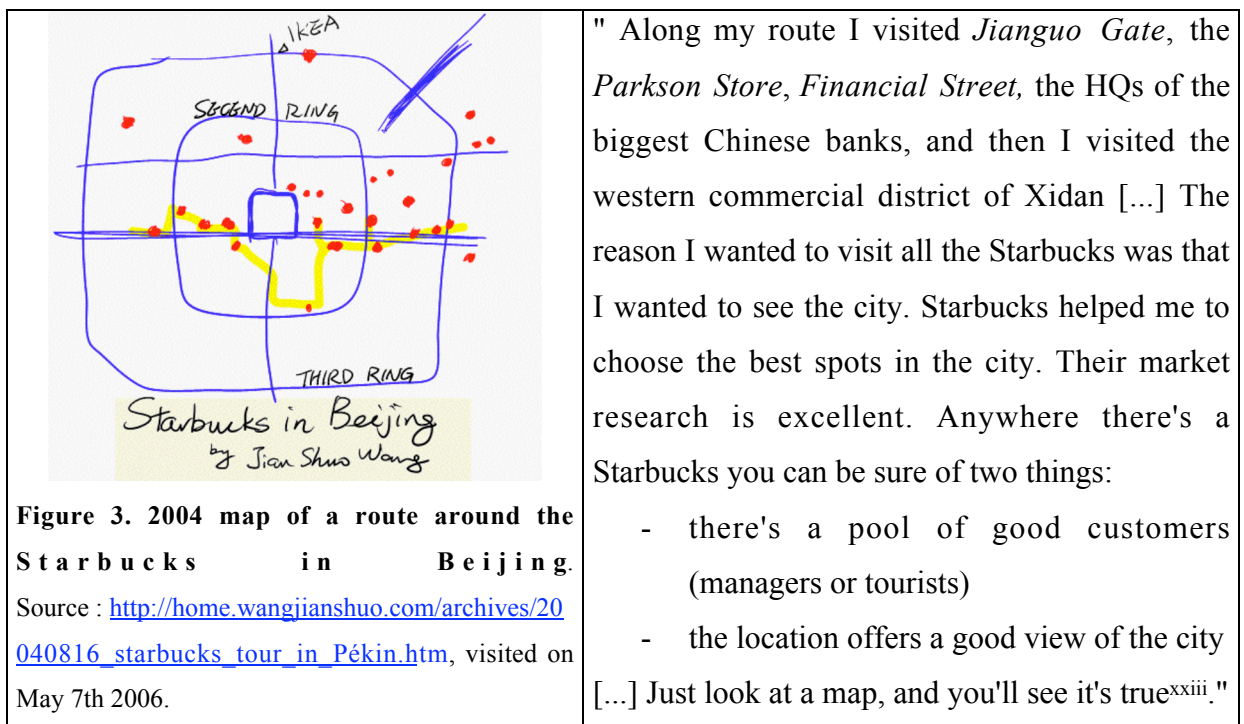 IKEA
SECEND RING
THIRD RING
Starbucks in Beijing
by Jian Shuo Wang
Figure 3. 2004 map of a route around the
Starbucks in Beijing.
Source : http://home.wangjianshuo.com/archives/20
040816_starbucks_tour_in_Pékin.htm, visited on
May 7th 2006.
" Along my route I visited Jianguo Gate, the
Parkson Store, Financial Street, the HQs of the
biggest Chinese banks, and then I visited the
western commercial district of Xidan [...] The
reason I wanted to visit all the Starbucks was that
I wanted to see the city. Starbucks helped me to
choose the best spots in the city. Their market
research is excellent. Anywhere there's a
Starbucks you can be sure of two things:
- there's a pool of good customers
(managers or tourists)
- the location offers a good view of the city
[...] Just look at a map, and you'll see it's truexxiii."